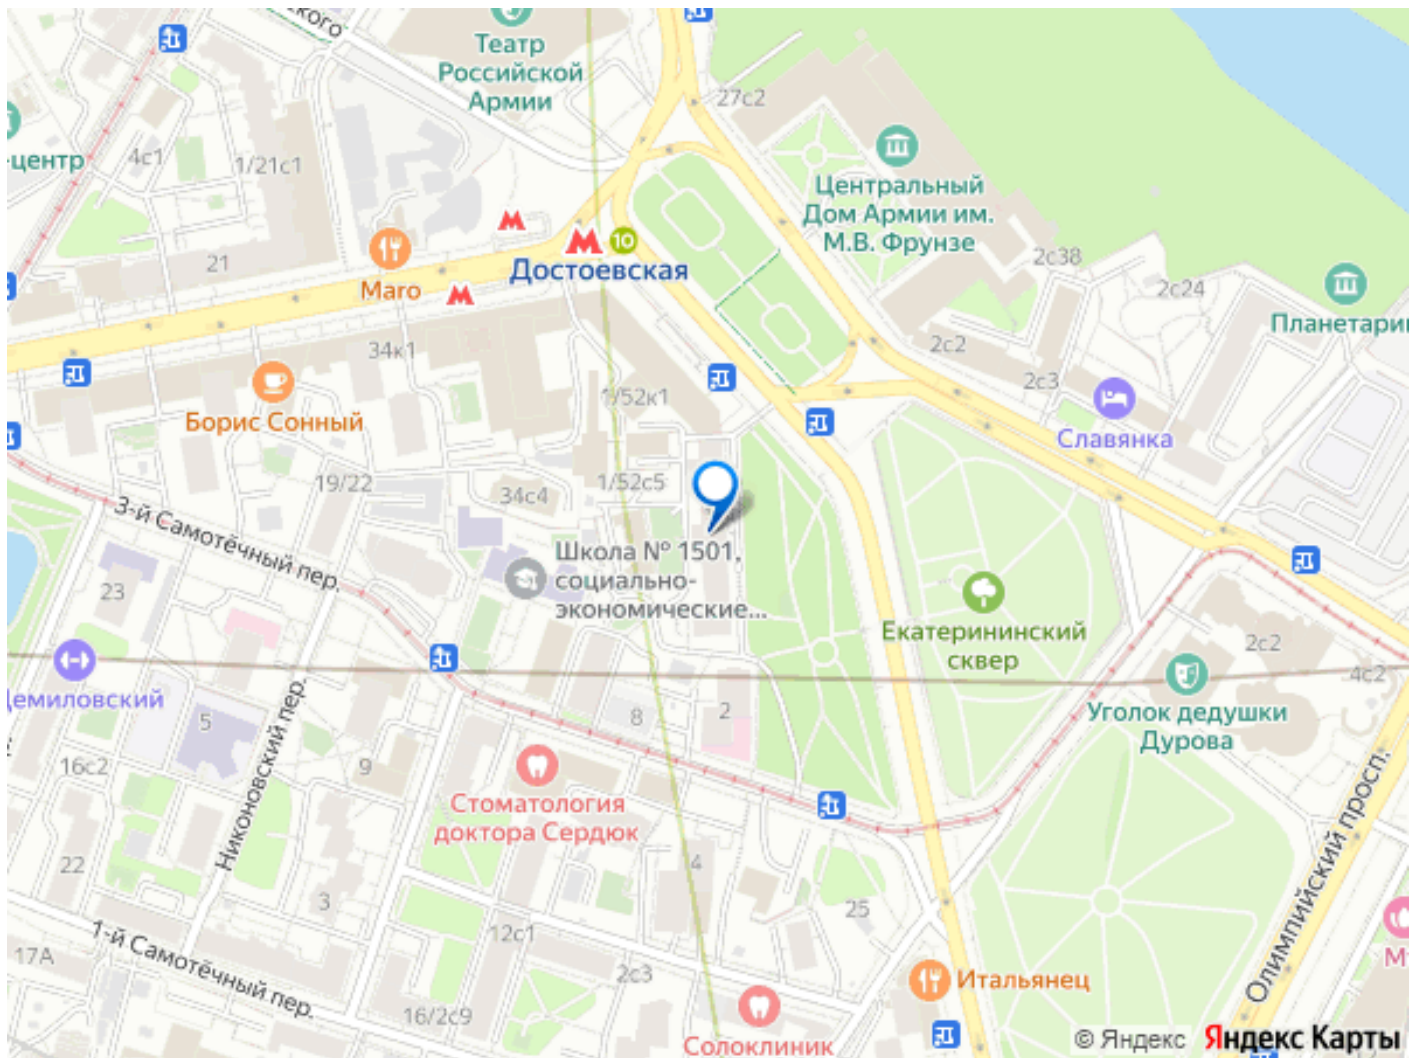 Театр
Российской
Армии
27с2
-центр
4с1
1/21с1
Центральный
Дом Армии им.
М.В. Фрунзе
10
Достоевская
21
Маго
2с38
2с24
Планетари
34к1
2с2
2с3
1/52к1
Борис Сонный
Славянка
19/22
34с4
1/52с5
3-й Самотёчный пер.
Школа № 1501,
социально-
экономические...
23
Екатерининский
сквер
2с2
4с2
Демиловский
5
8
2
Уголок дедушки
Дурова
16с2
9
Никоновский пер.
Стоматология
доктора Сердюк
22
4
3
25
Олимпийский просп.
1-й Самотёчный пер.
17А
12с1
2с3
Итальянец
16/2с9
Солоклиник
© Яндекс Яндекс Карты